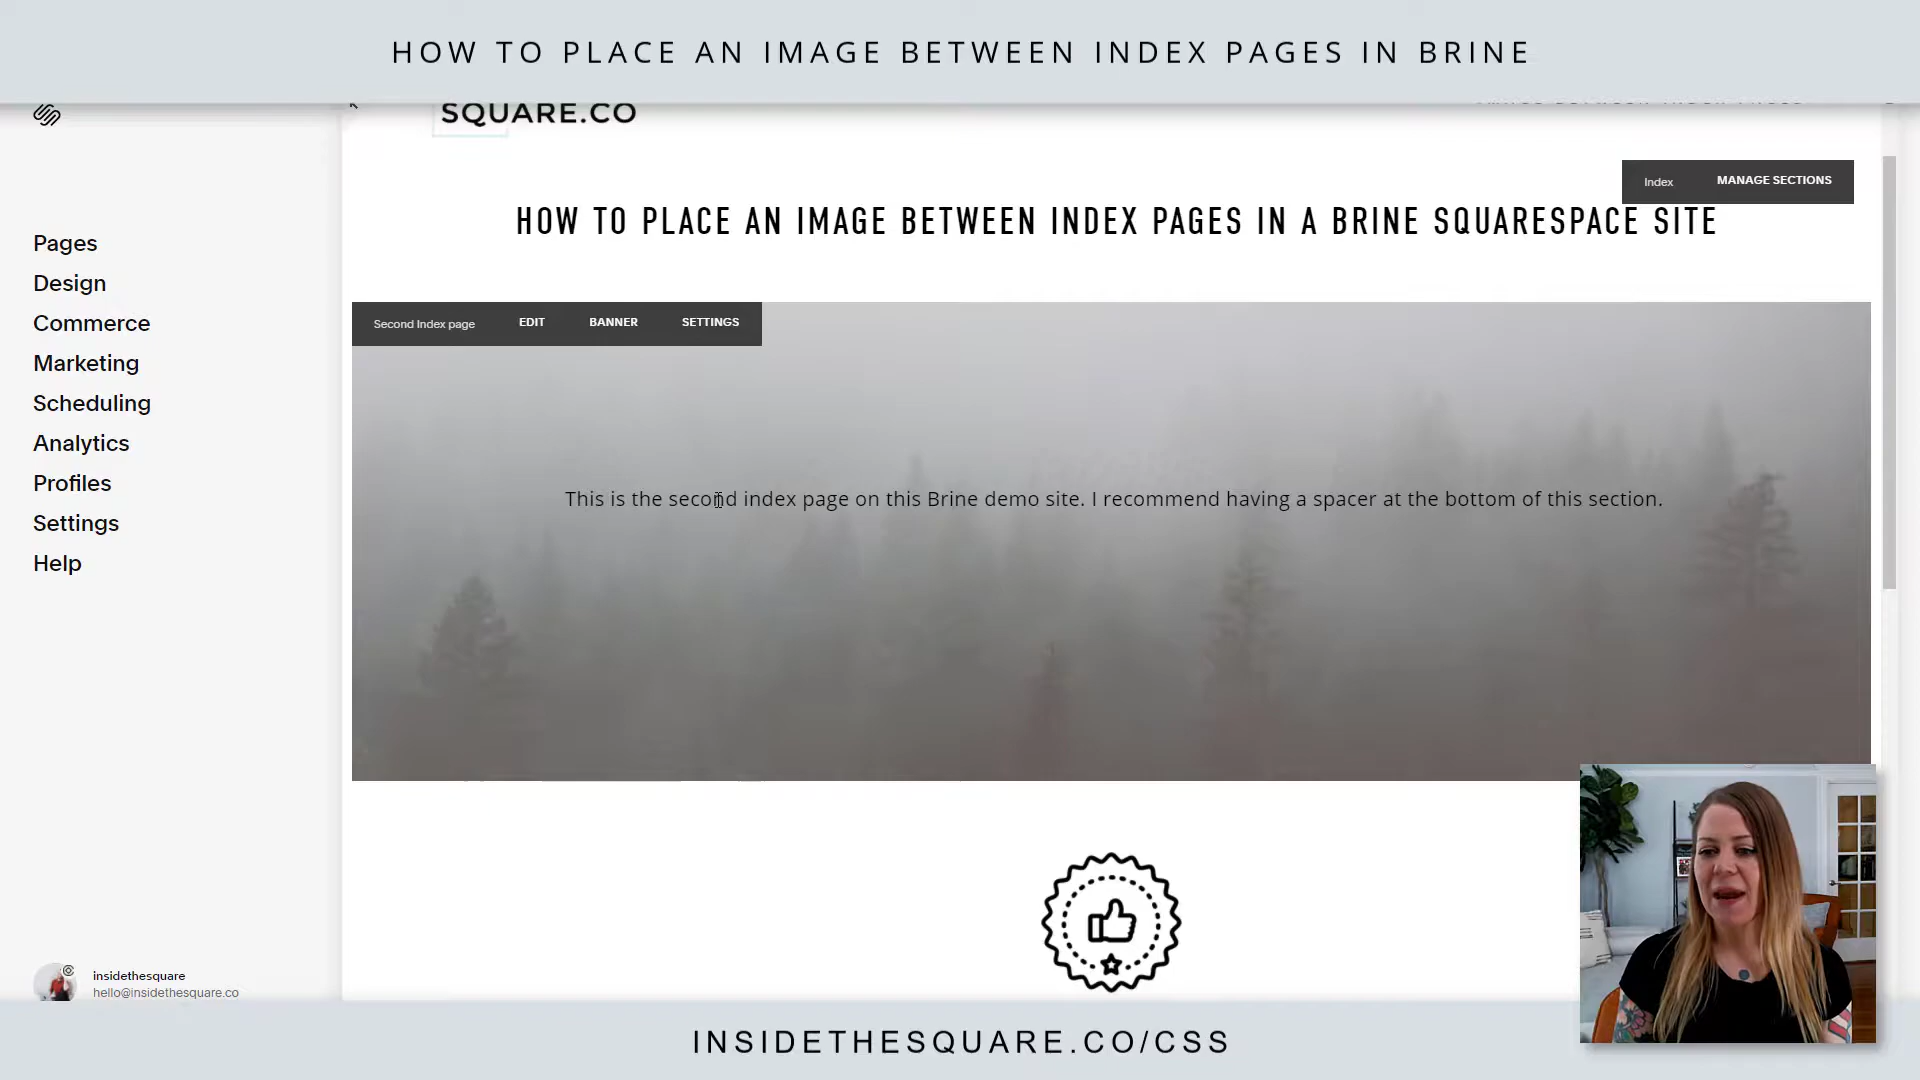 HOW TO PLACE AN IMAGE BETWEEN INDEX PAGES IN BRINE
SQUARE.CO
Index
MANAGE SECTIONS
HOW TO PLACE AN IMAGE BETWEEN INDEX PAGES IN A BRINE SQUARESPACE SITE
Pages
Design
Commerce
Marketing
Scheduling
Analytics
Profiles
Settings
Help
Second Index page
EDIT
BANNER
SETTINGS
This is the second index page on this Brine demo site. I recommend having a spacer at the bottom of this section.
insidethesquare
hello@insidethesquare.co
INSIDETHESQUARE.CO/CSS